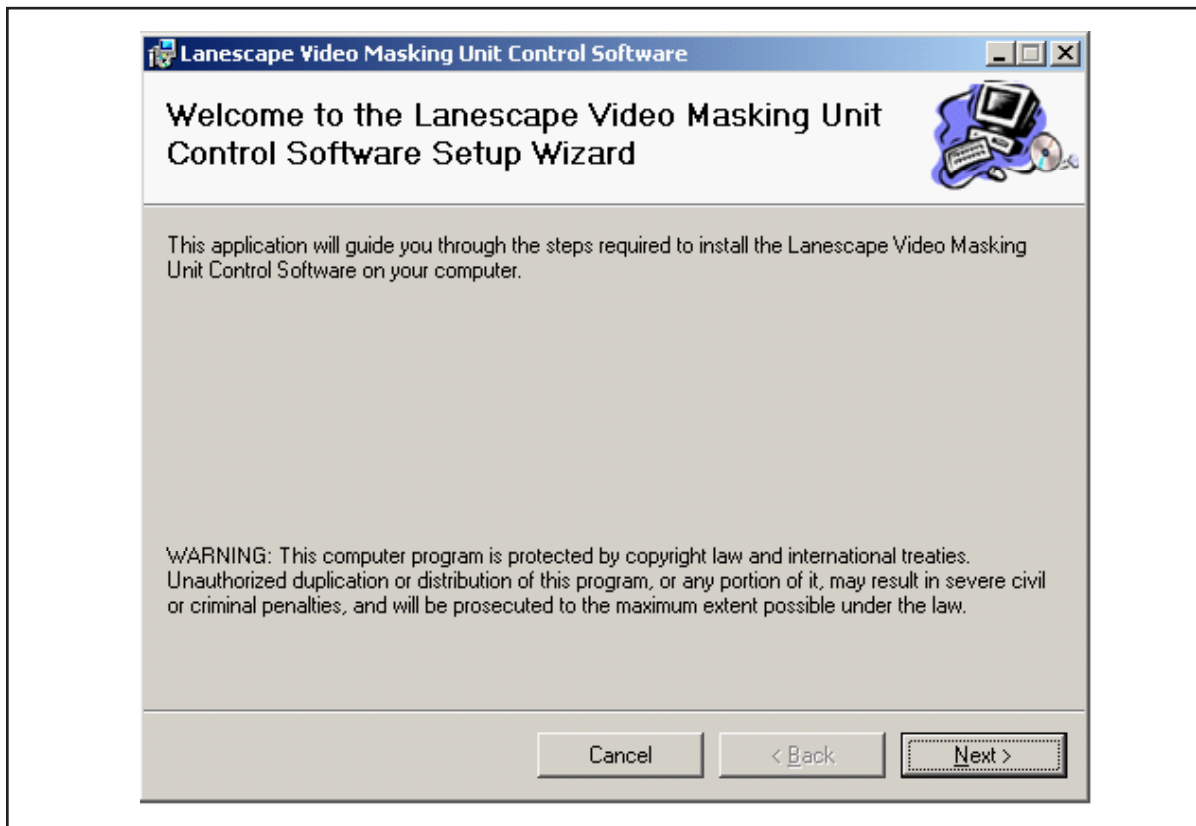 Lanescape Video Masking Unit Control Software
Welcome to the Lanescape Video Masking Unit
Control Software Setup Wizard
This application will guide you through the steps required to install the Lanescape Video Masking
Unit Control Software on your computer.
WARNING: This computer program is protected by copyright law and international treaties.
Unauthorized duplication or distribution of this program, or any portion of it, may result in severe civil
or criminal penalties, and will be prosecuted to the maximum extent possible under the law.
Cancel < Back Next >